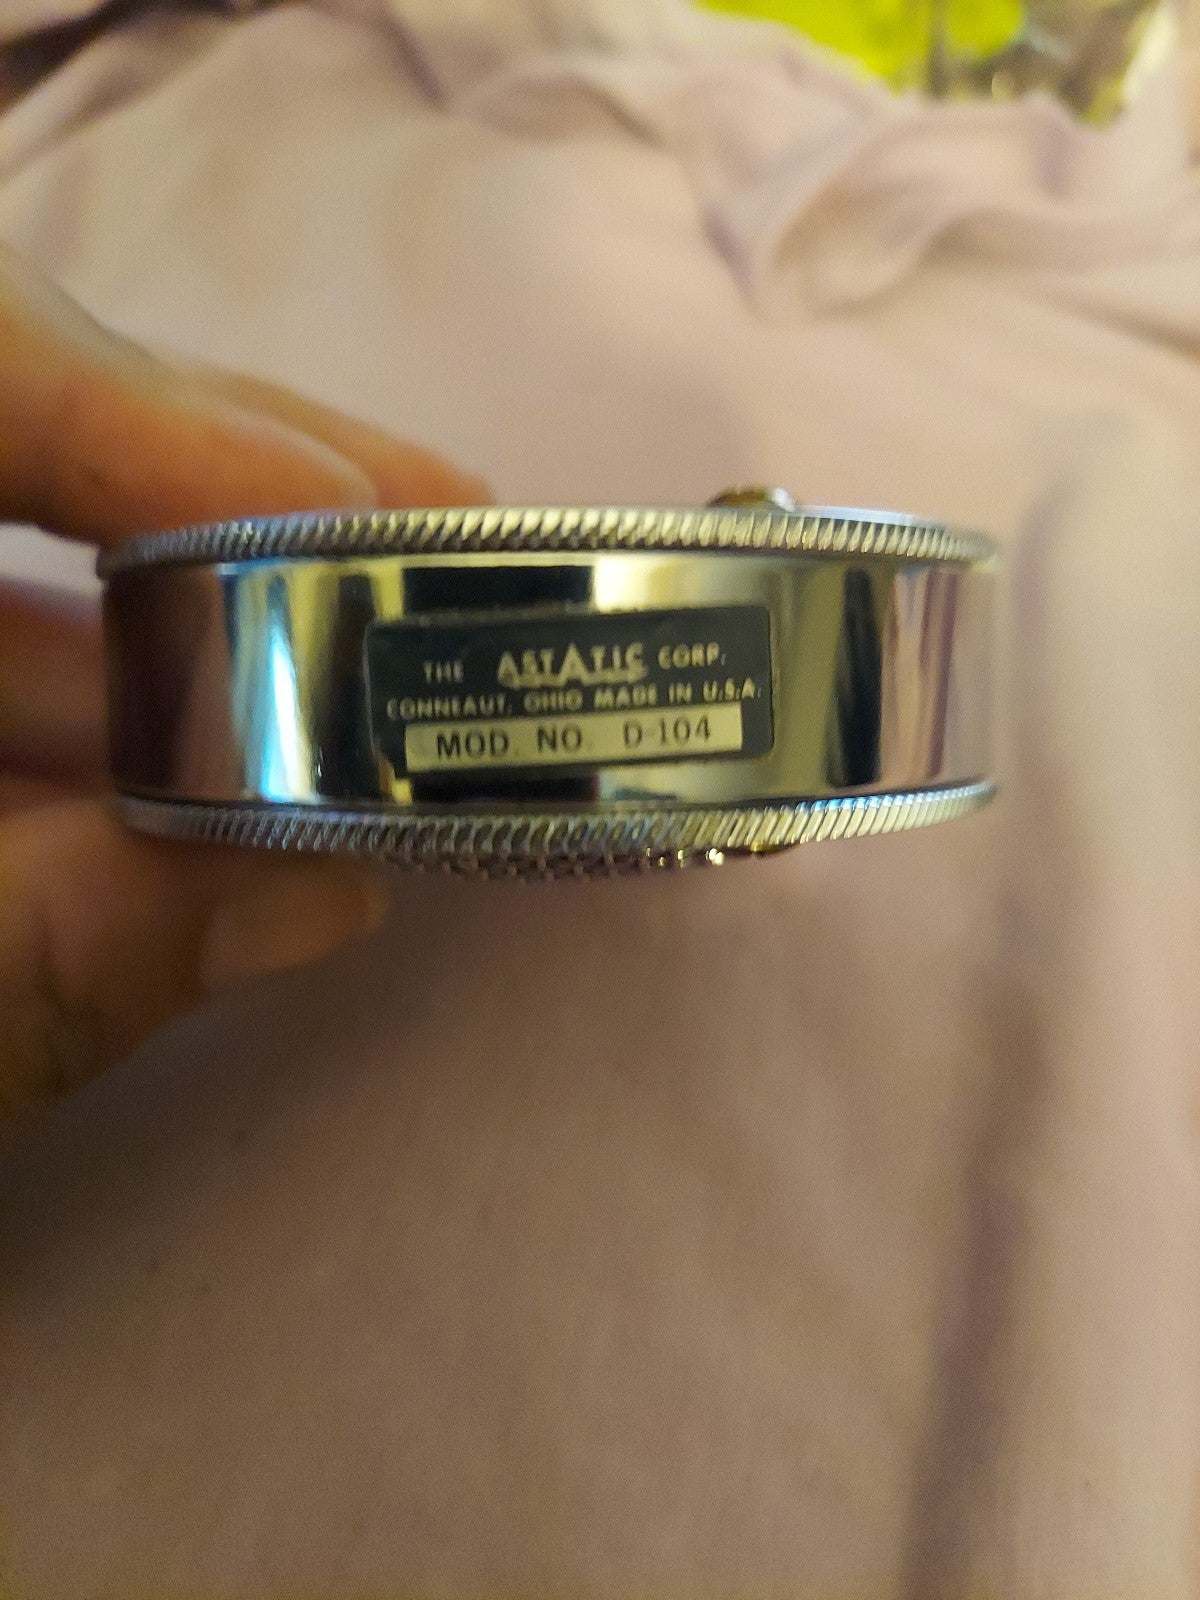 THE ASTATIC CORP.
CONNEAUT, OHIO MADE IN U.S.A.
MOD. NO. D-104